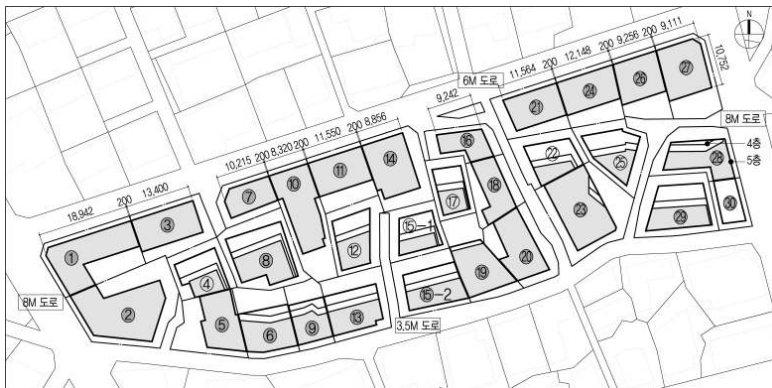 N
11,564 200 12,148 200 9,256 200 9,111
10,752
6M 도로
9,242
8M 도로
10,215 200 8,320 200 11,550 200 8,856
18,942 200 13,400
㉑ ㉔ ㉖ ㉗
⑯
4층
5층
⑦ ⑩ ⑪ ⑭
㉒ ㉕ ㉘
⑰ ⑱
① ③
㉓ ㉙ ㉚
⑮-1
⑧ ⑫
④
⑲ ⑳
⑮-2
8M 도로
② ⑤ ⑥ ⑨ ⑬
3.5M 도로